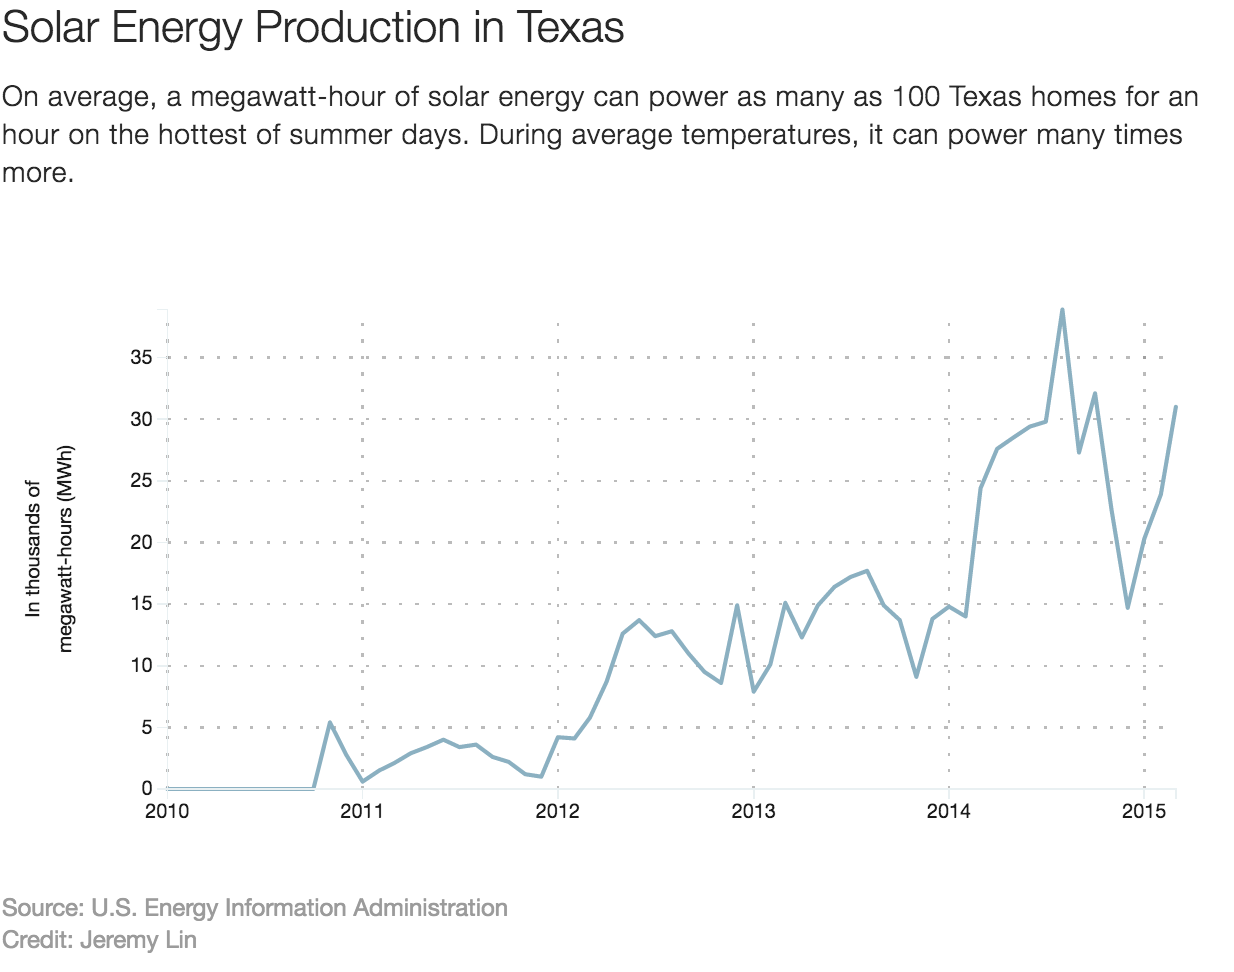 Solar Energy Production in Texas
On average, a megawatt-hour of solar energy can power as many as 100 Texas homes for an
hour on the hottest of summer days. During average temperatures, it can power many times
more.
In thousands of
megawatt-hours (MWh)
35
30
25
20
15
10
5
0
2010
2011
2012
2013
2014
2015
Source: U.S. Energy Information Administration
Credit: Jeremy Lin